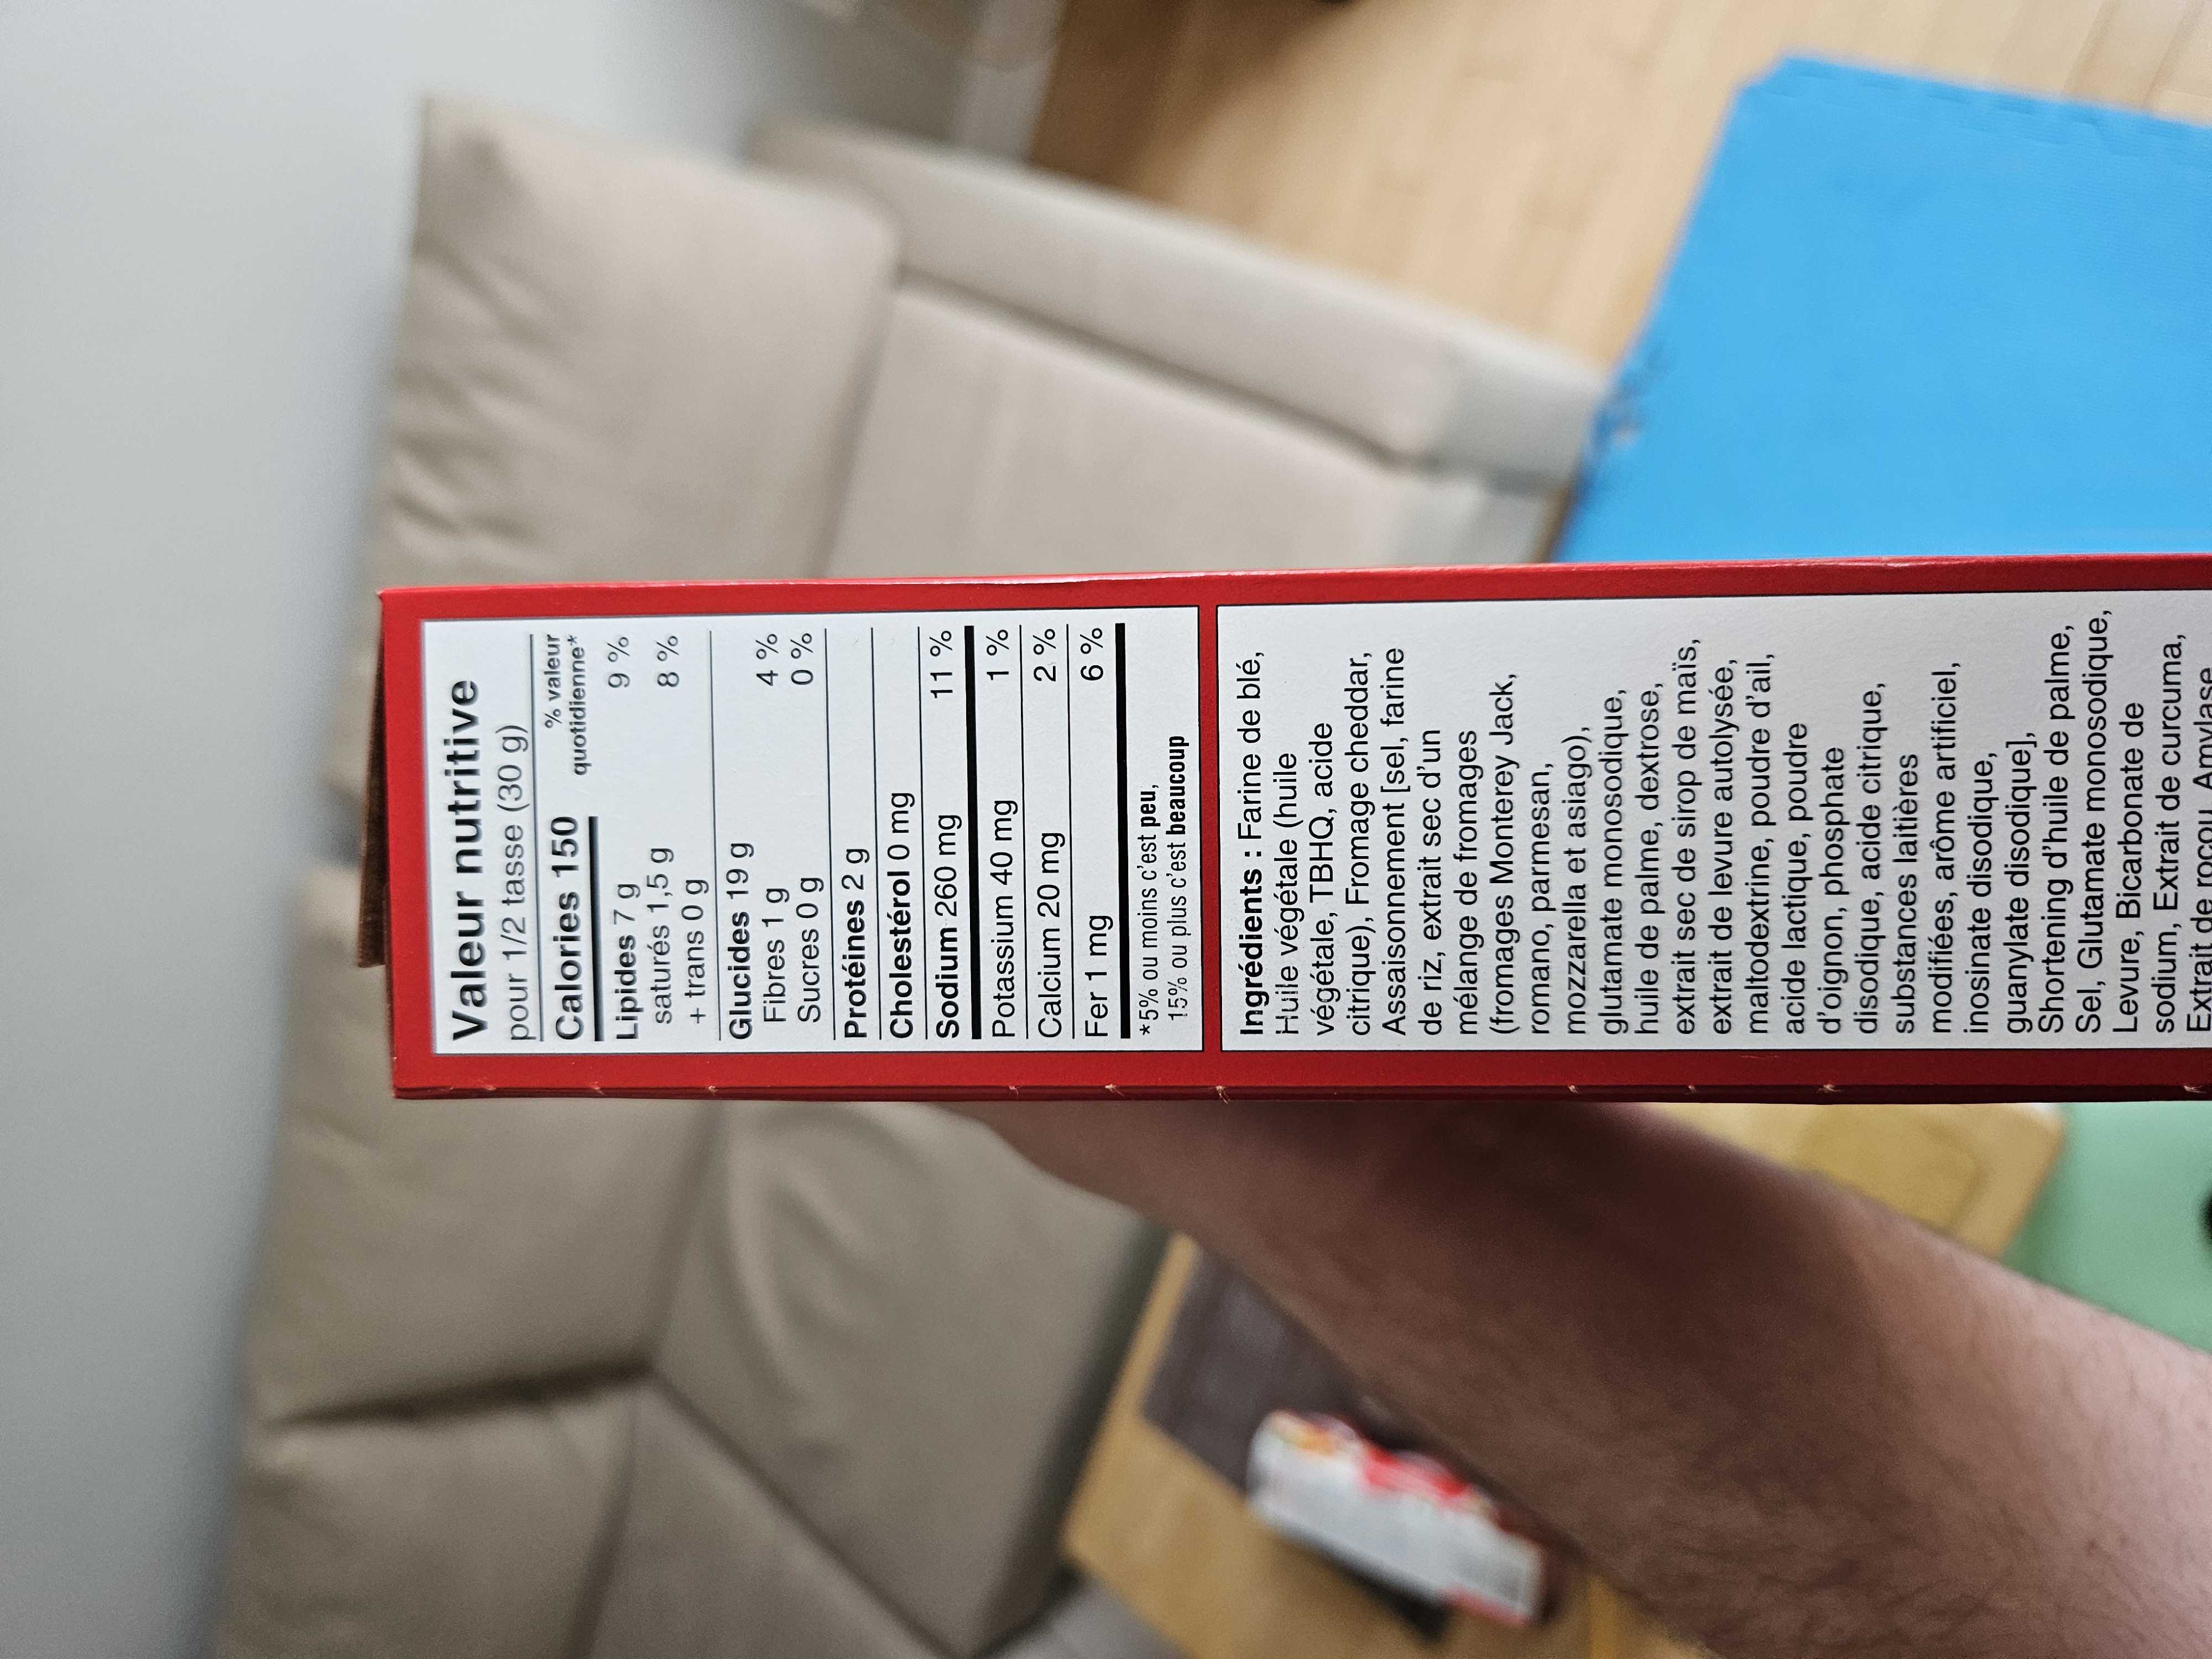 Valeur nutritive
pour 1/2 tasse (30 g)
Calories 150
% valeur
quotidienne*
Lipides 7 g 9 %
saturés 1,5 g 8 %
+ trans 0 g
Glucides 19 g
Fibres 1 g 4 %
Sucres 0 g 0 %
Protéines 2 g
Cholestérol 0 mg
Sodium 260 mg 11 %
Potassium 40 mg 1 %
Calcium 20 mg 2 %
Fer 1 mg 6 %
*5% ou moins c'est peu,
15% ou plus c'est beaucoup
Ingrédients : Farine de blé,
Huile végétale (huile
végétale, TBHQ, acide
citrique), Fromage cheddar,
Assaisonnement [sel, farine
de riz, extrait sec d'un
mélange de fromages
(fromages Monterey Jack,
romano, parmesan,
mozzarella et asiago),
glutamate monosodique,
huile de palme, dextrose,
extrait sec de sirop de maïs,
extrait de levure autolysée,
maltodextrine, poudre d'ail,
acide lactique, poudre
d'oignon, phosphate
disodique, acide citrique,
substances laitières
modifiées, arôme artificiel,
inosinate disodique,
guanylate disodique],
Shortening d'huile de palme,
Sel, Glutamate monosodique,
Levure, Bicarbonate de
sodium, Extrait de curcuma,
Extrait de rocou, Amylase